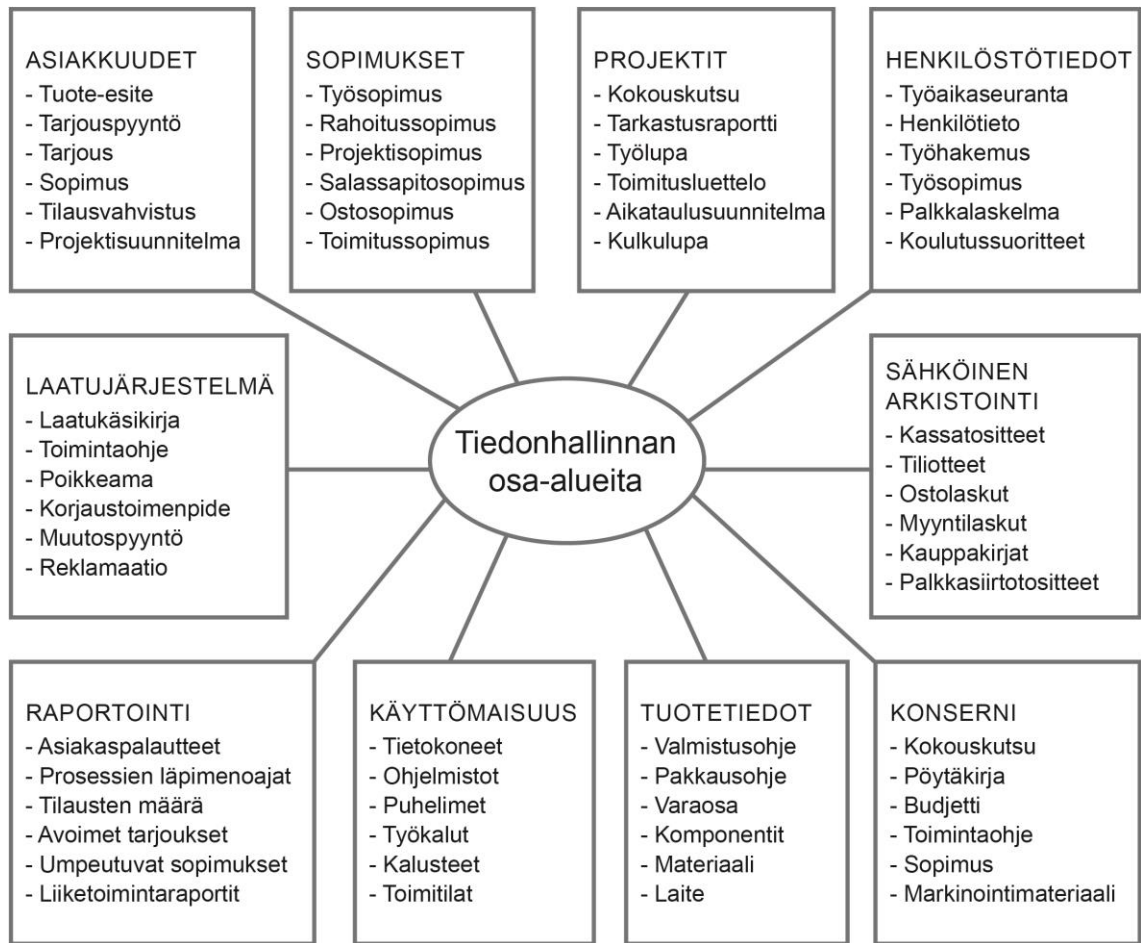 ASIAKKUUDET
- Tuote-esite
- Tarjouspyyntö
- Tarjous
- Sopimus
- Tilausvahvistus
- Projektisuunnitelma
SOPIMUKSET
- Työsopimus
- Rahoitussopimus
- Projektisopimus
- Salassapitosopimus
- Ostosopimus
- Toimitussopimus
PROJEKTIT
- Kokouskutsu
- Tarkastusraportti
- Työlupa
- Toimitusluettelo
- Aikataulusuunnitelma
- Kulkulupa
HENKILÖSTÖTIEDOT
- Työaikaseuranta
- Henkilötieto
- Työhakemus
- Työsopimus
- Palkkalaskelma
- Koulutussuoritteet
LAATUJÄRJESTELMÄ
- Laatukäsikirja
- Toimintaohje
- Poikkeama
- Korjaustoimenpide
- Muutospyyntö
- Reklamaatio
Tiedonhallinnan
osa-alueita
SÄHKÖINEN
ARKISTOINTI
- Kassatositteet
- Tiliotteet
- Ostolaskut
- Myyntilaskut
- Kauppakirjat
- Palkkasiirtotositteet
RAPORTOINTI
- Asiakaspalautteet
- Prosessien läpimenoajat
- Tilausten määrä
- Avoimet tarjoukset
- Umpeutuvat sopimukset
- Liiketoimintaraportit
KÄYTTÖMAISUUS
- Tietokoneet
- Ohjelmistot
- Puhelimet
- Työkalut
- Kalusteet
- Toimitilat
TUOTETIEDOT
- Valmistusohje
- Pakkausohje
- Varaosa
- Komponentit
- Materiaali
- Laite
KONSERNI
- Kokouskutsu
- Pöytäkirja
- Budjetti
- Toimintaohje
- Sopimus
- Markinointimateriaali